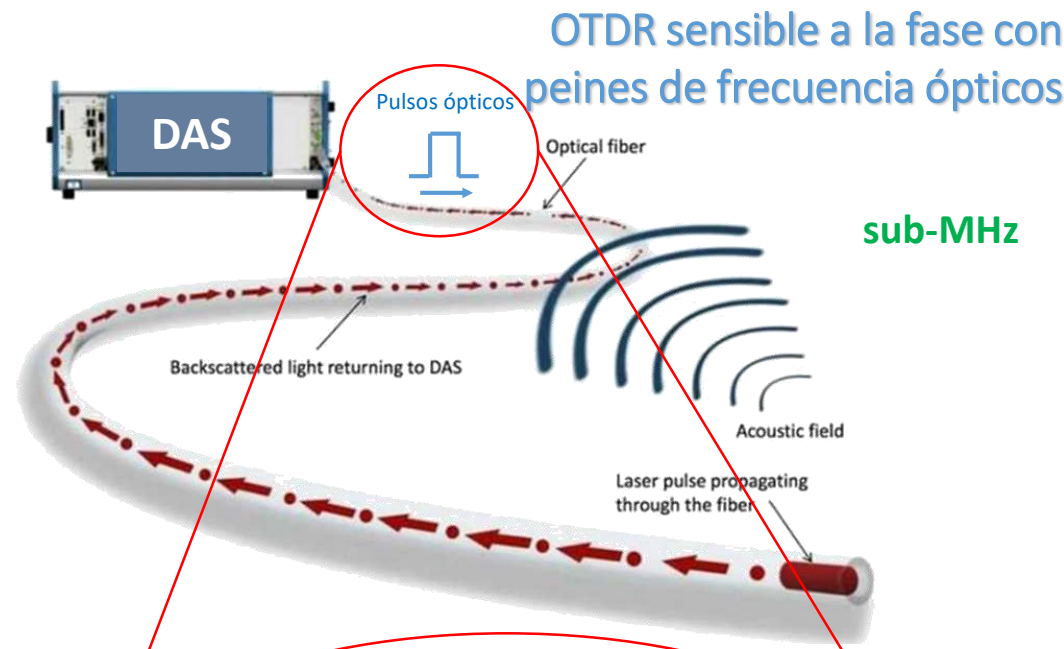 OTDR sensible a la fase con
peines de frecuencia ópticos
Pulsos ópticos
DAS
Optical fiber
sub-MHz
Backscattered light returning to DAS
Acoustic field
Laser pulse propagating
through the fiber